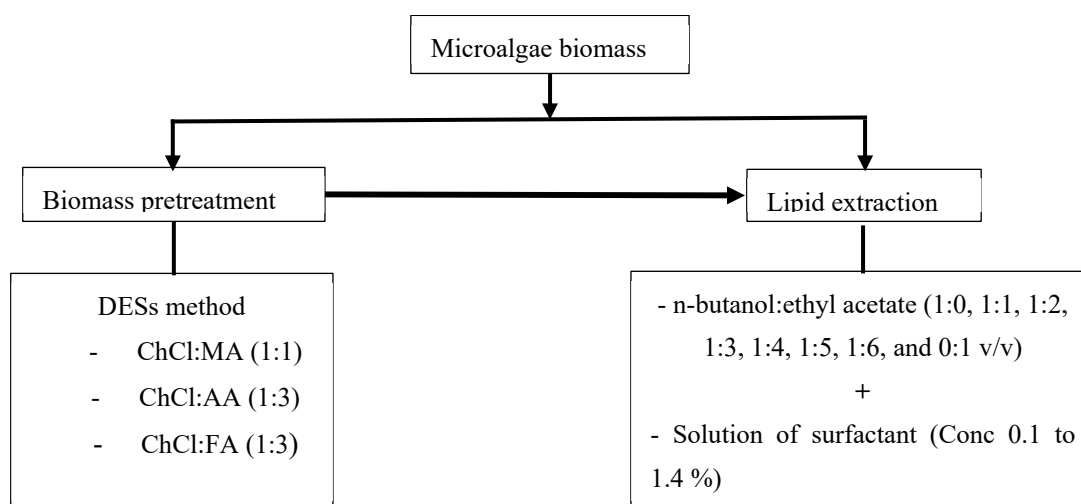 Microalgae biomass
Biomass pretreatment
Lipid extraction
DESs method
- ChCl:MA (1:1)
- ChCl:AA (1:3)
- ChCl:FA (1:3)
- n-butanol:ethyl acetate (1:0, 1:1, 1:2,
1:3, 1:4, 1:5, 1:6, and 0:1 v/v)
+
- Solution of surfactant (Conc 0.1 to
1.4 %)